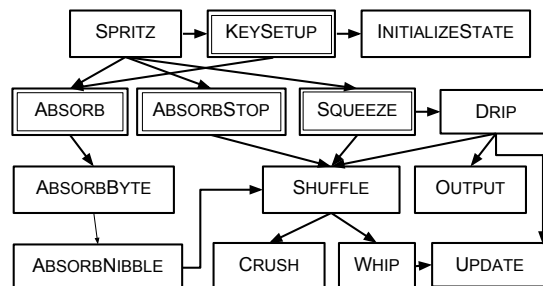 SPRITZ KEYSETUP INITIALIZESTATE
ABSORB ABSORBSTOP SQUEEZE DRIP
ABSORBBYTE SHUFFLE OUTPUT
ABSORBNIBBLE CRUSH WHIP UPDATE